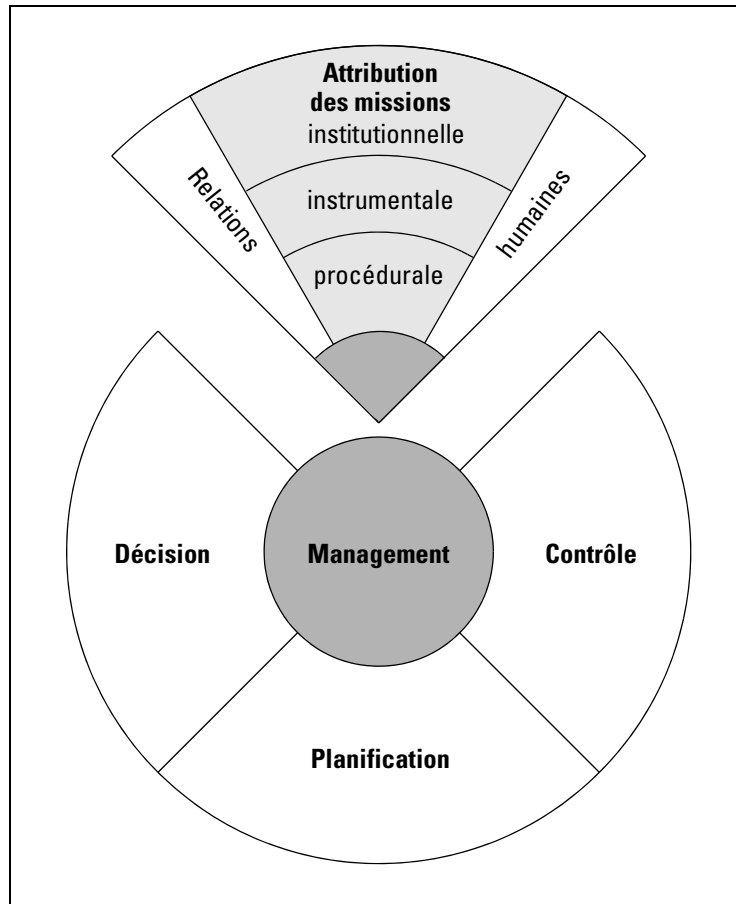 Attribution
des missions
institutionnelle
Relations
humaines
instrumentale
procédurale
Décision
Management
Contrôle
Planification